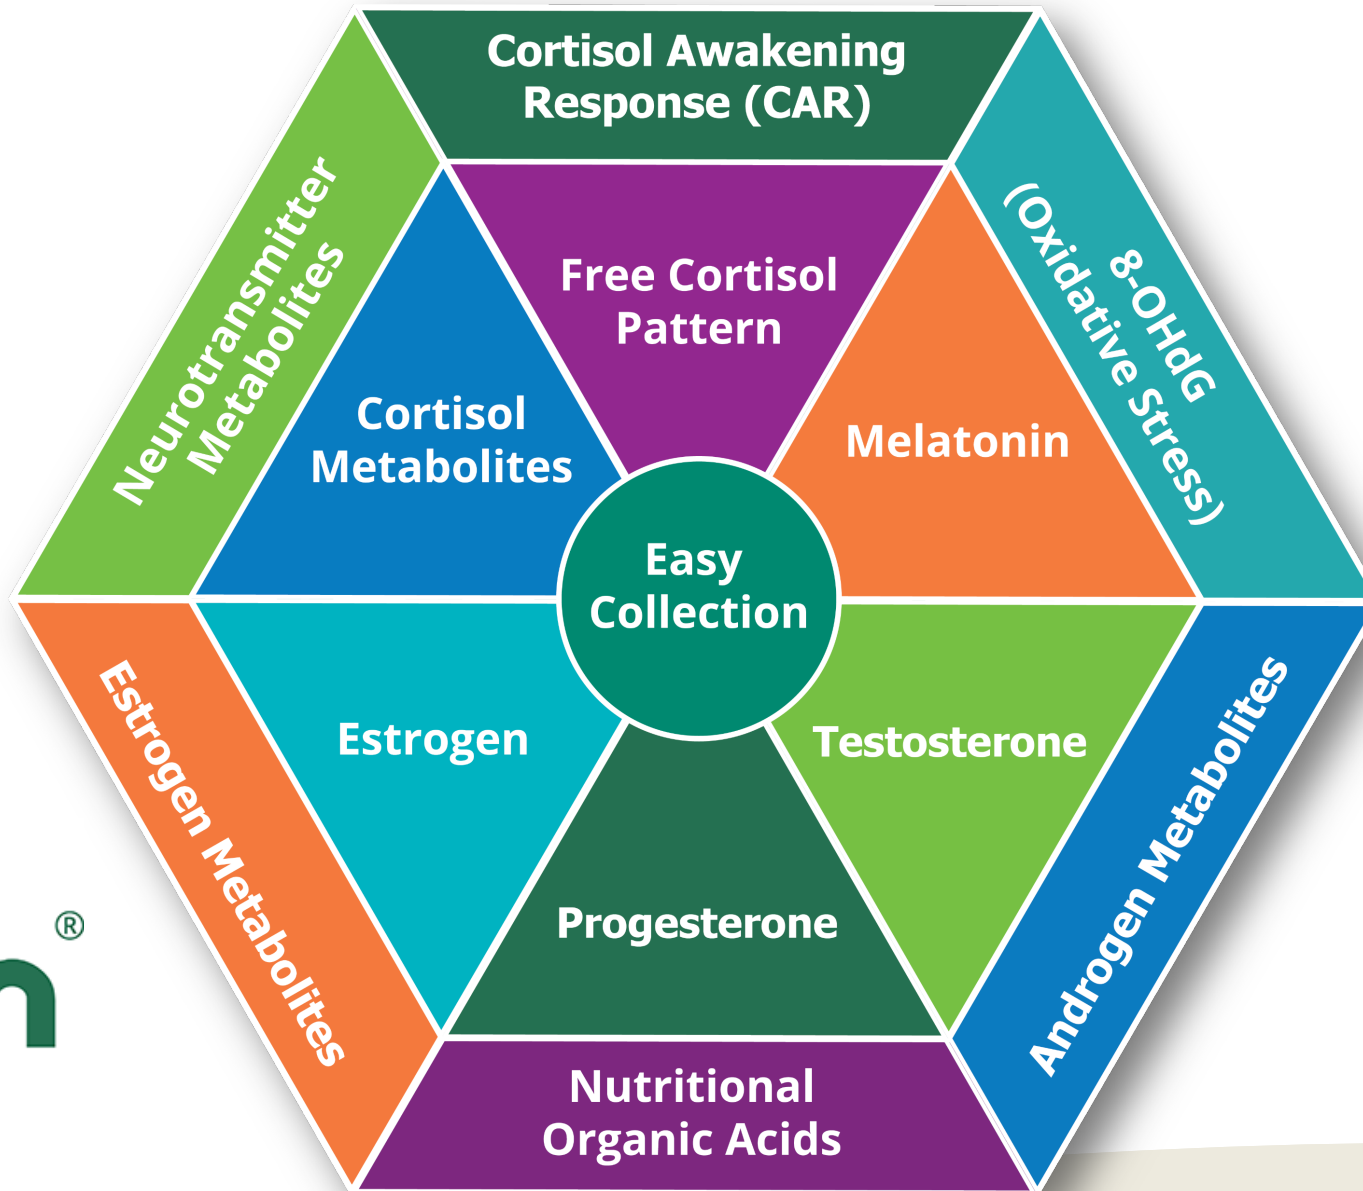 Cortisol Awakening
Response (CAR)
Neurotransmitter
Metabolites
8-OHdG
(Oxidative Stress)
Free Cortisol
Pattern
Cortisol
Metabolites
Melatonin
Easy
Collection
Estrogen
Testosterone
Estrogen Metabolites
Androgen Metabolites
Progesterone
Nutritional
Organic Acids
n®